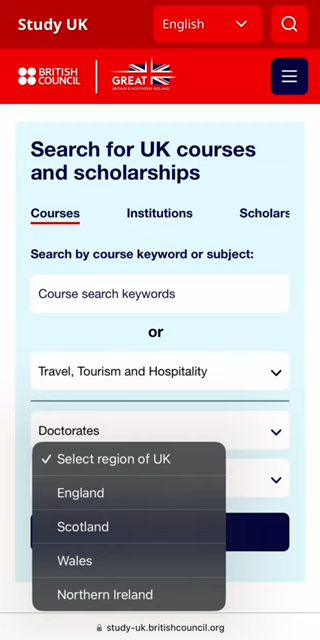 Study UK
English
BRITISH
COUNCIL
GREAT
BRITAIN & NORTHERN IRELAND
Search for UK courses
and scholarships
Courses Institutions Scholars
Search by course keyword or subject:
Course search keywords
or
Travel, Tourism and Hospitality
Doctorates
✓ Select region of UK
England
Scotland
Wales
Northern Ireland
study-uk.britishcouncil.org